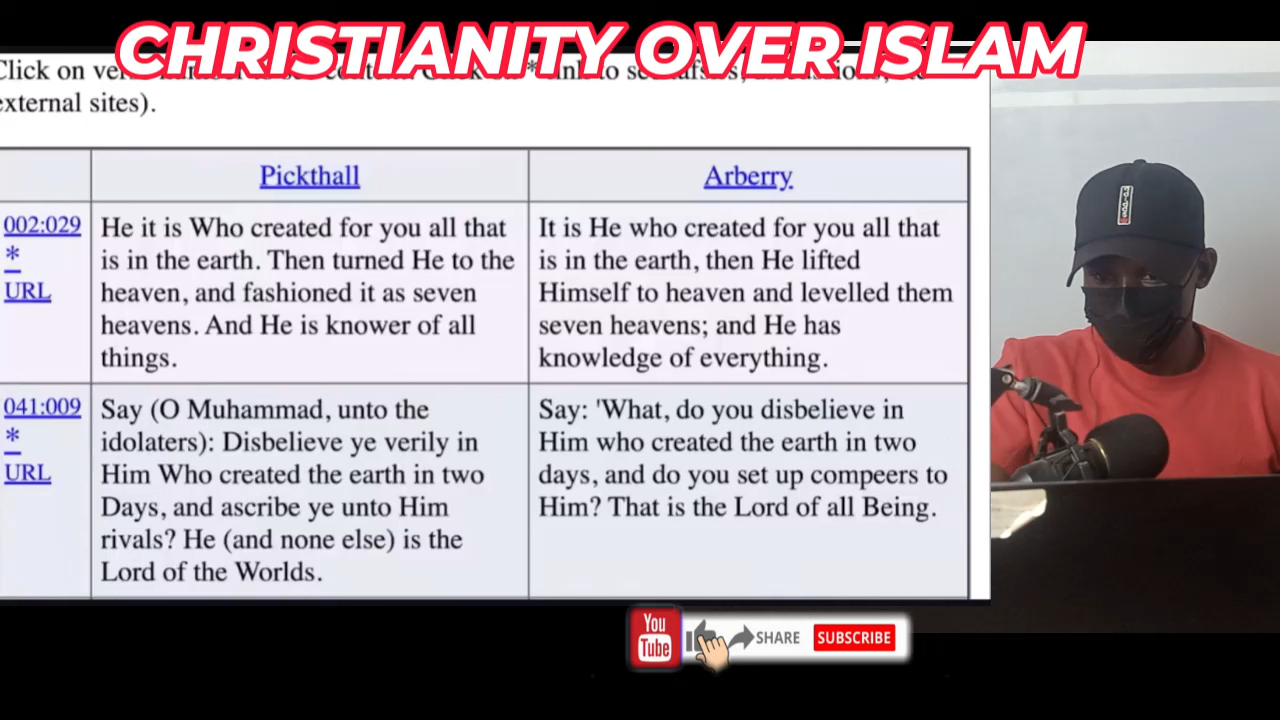 CHRISTIANITY OVER ISLAM
Click on
external sites).
Pickthall
Arberry
002:029
*
URL
He it is Who created for you all that
is in the earth. Then turned He to the
heaven, and fashioned it as seven
heavens. And He is knower of all
things.
It is He who created for you all that
is in the earth, then He lifted
Himself to heaven and levelled them
seven heavens; and He has
knowledge of everything.
041:009
*
URL
Say (O Muhammad, unto the
idolaters): Disbelieve ye verily in
Him Who created the earth in two
Days, and ascribe ye unto Him
rivals? He (and none else) is the
Lord of the Worlds.
Say: 'What, do you disbelieve in
Him who created the earth in two
days, and do you set up compeers to
Him? That is the Lord of all Being.
You
Tube
SHARE
SUBSCRIBE